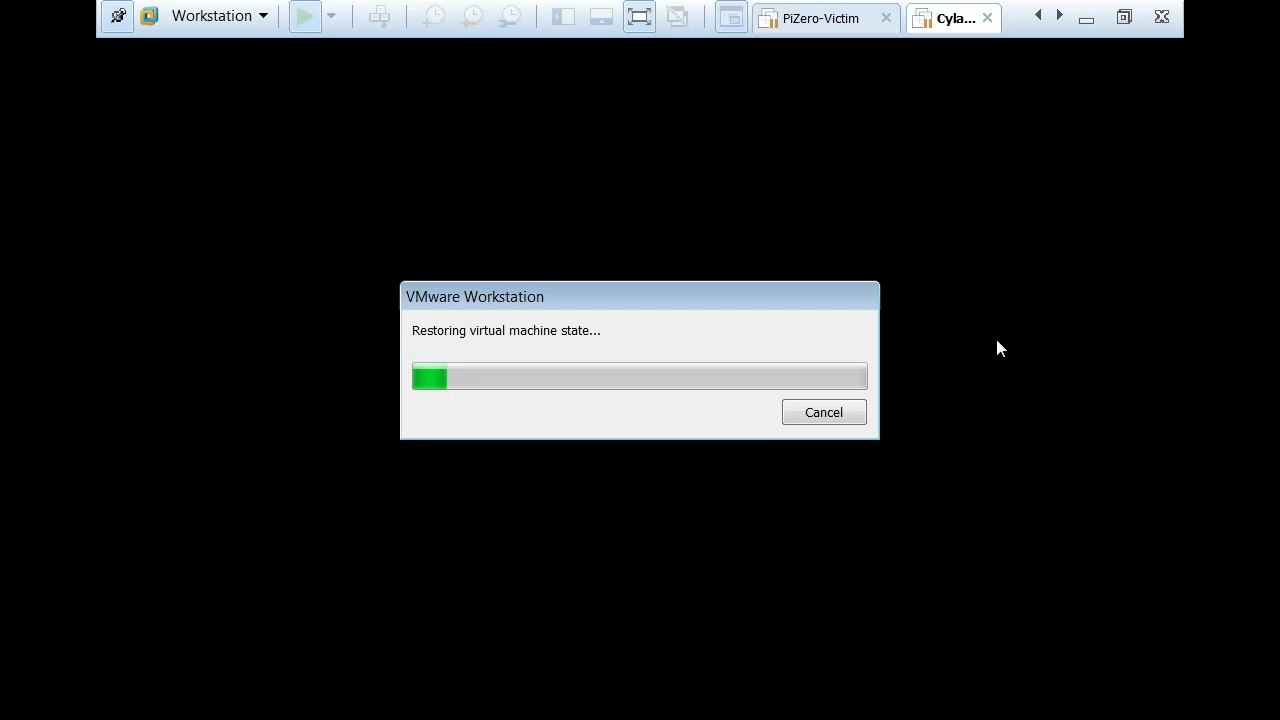 Workstation
PiZero-Victim
Cyla...
VMware Workstation
Restoring virtual machine state...
Cancel